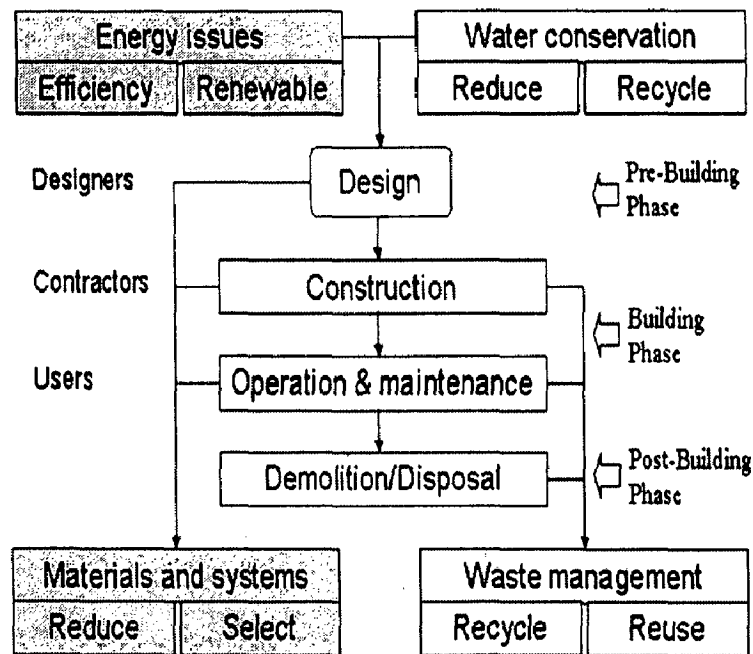 Energy issues
Efficiency
Renewable
Water conservation
Reduce
Recycle
Designers
Design
Pre-Building
Phase
Contractors
Construction
Building
Phase
Users
Operation & maintenance
Demolition/Disposal
Post-Building
Phase
Materials and systems
Reduce
Select
Waste management
Recycle
Reuse